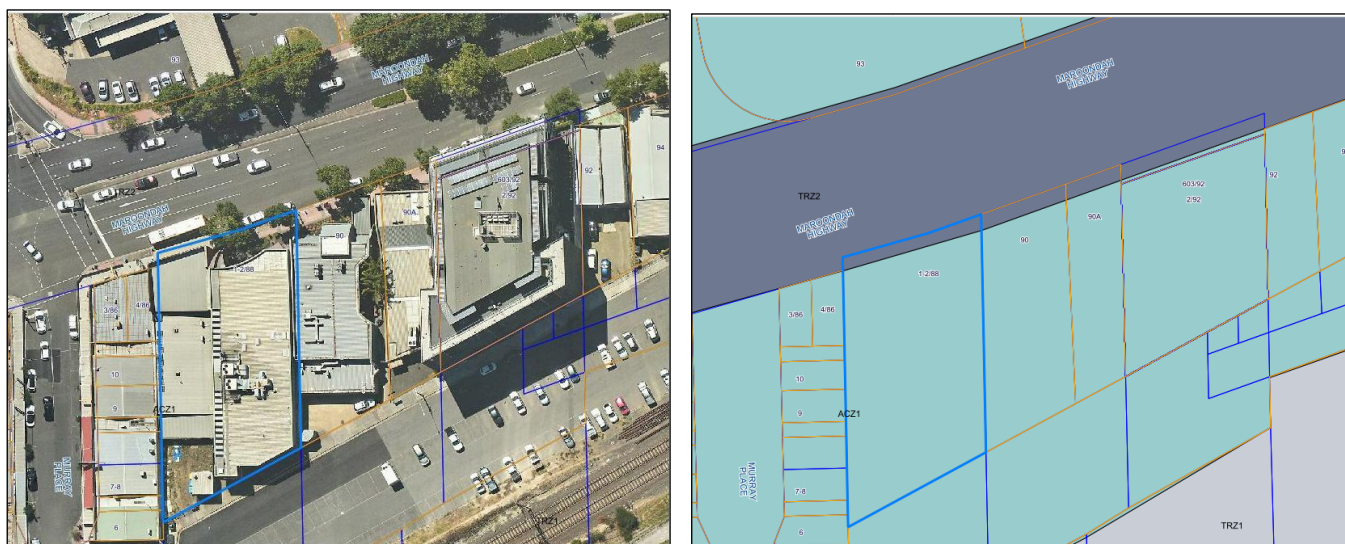 93
MAROONDAH
HIGHWAY
TRZ2
MAROONDAH
HIGHWAY
94
92
603/92
2/92
90A
90
1-2/88
3/86
4/86
10
9
ACZ1
MURRAY
PLACE
7-8
6
TRZ1
93
MAROONDAH
HIGHWAY
TRZ2
MAROONDAH
HIGHWAY
92
603/92
2/92
90A
90
1-2/88
3/86
4/86
10
9
ACZ1
MURRAY
PLACE
7-8
6
TRZ1